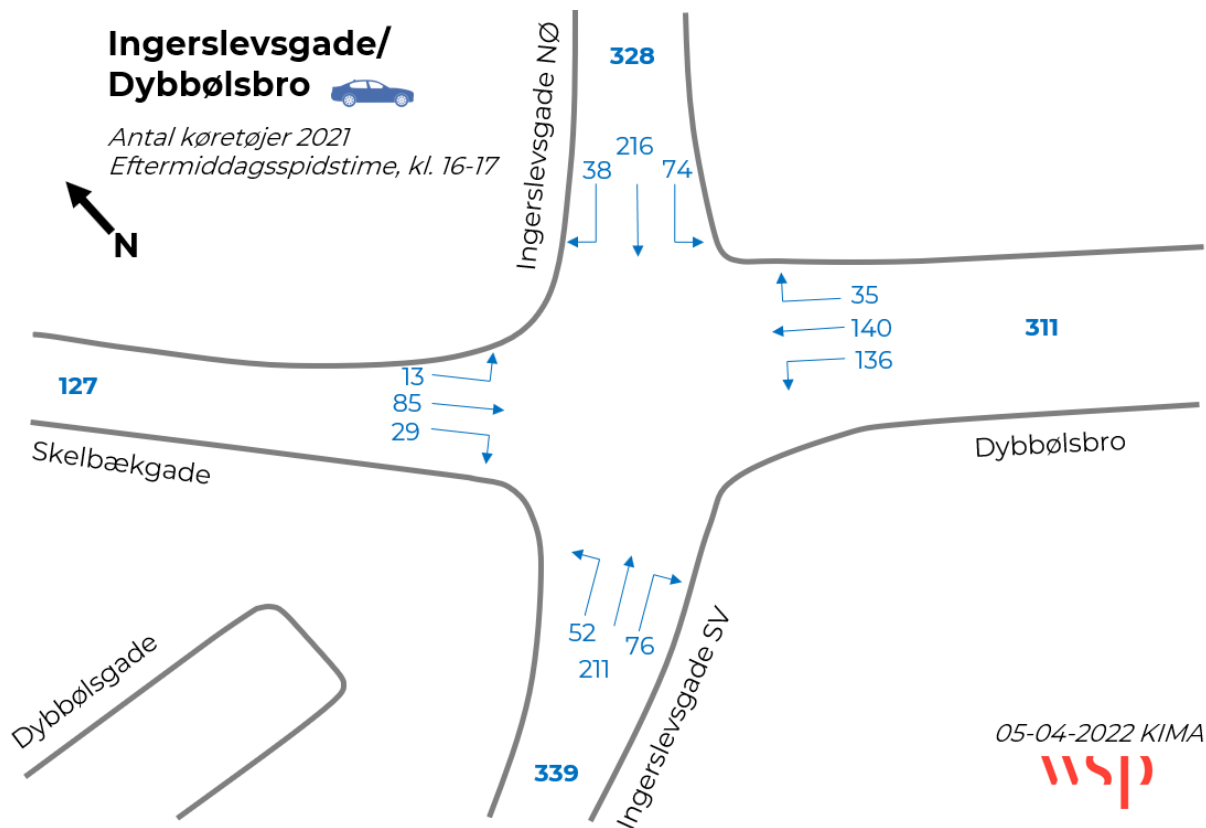 Ingerslevsgade/
Dybbølsbro
Antal køretøjer 2021
Eftermiddagsspidstime, kl. 16-17
N
Ingerslevsgade NØ
328
216
38
74
35
140
136
311
Dybbølsbro
127
13
85
29
Skelbækgade
52
211
76
339
Ingerslevsgade SV
Dybbølsgade
05-04-2022 KIMA
wsp